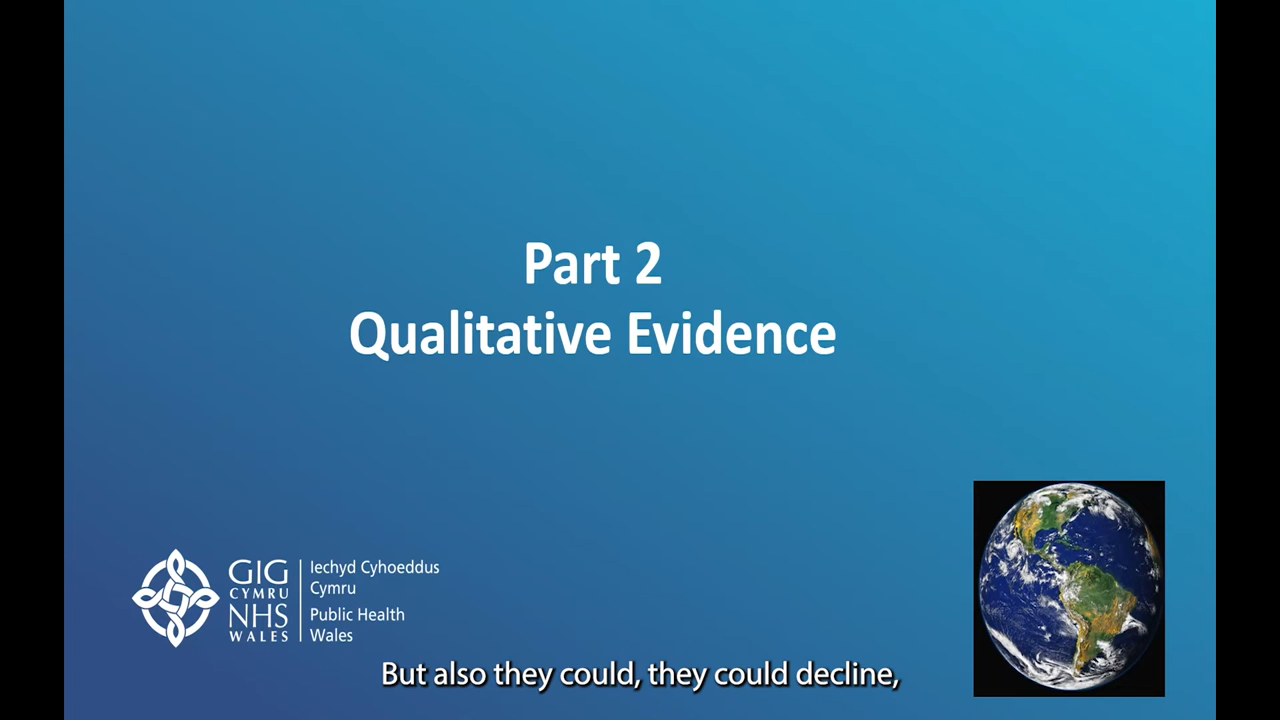 Part 2
Qualitative Evidence
GIG
CYMRU
NHS
WALES
Iechyd Cyhoeddus
Cymru
Public Health
Wales
But also they could, they could decline,